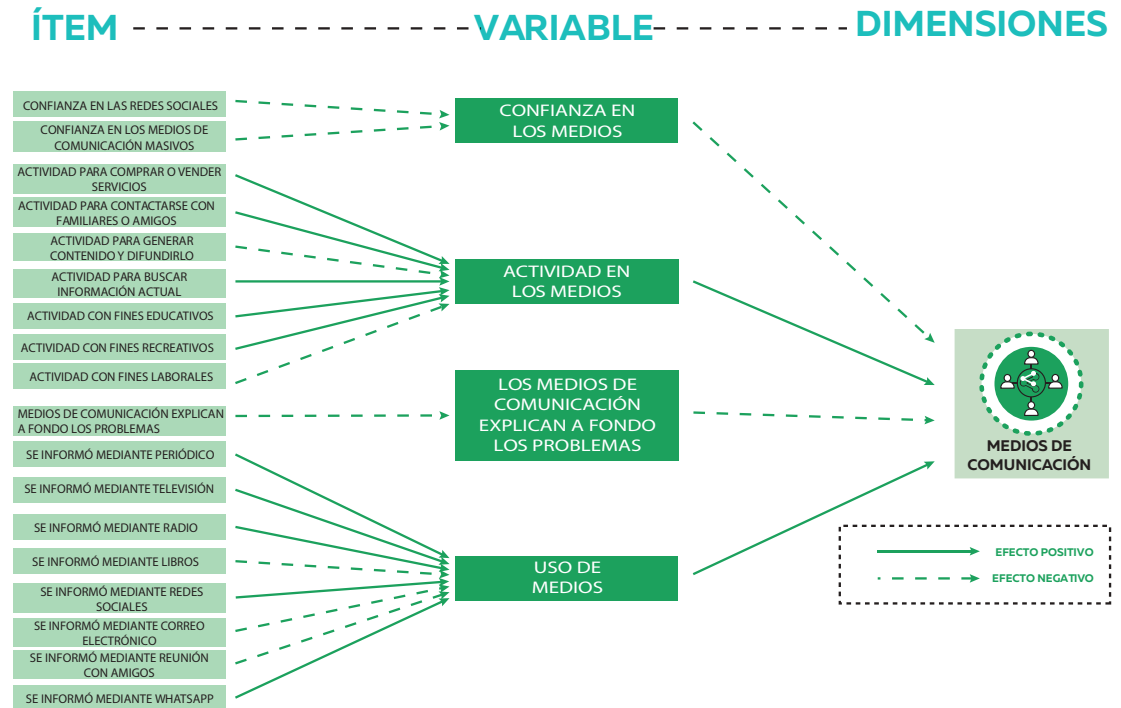 ÍTEM
VARIABLE
DIMENSIONES
CONFIANZA EN LAS REDES SOCIALES
CONFIANZA EN LOS MEDIOS DE
COMUNICACIÓN MASIVOS
ACTIVIDAD PARA COMPRAR O VENDER
SERVICIOS
ACTIVIDAD PARA CONTACTARSE CON
FAMILIARES O AMIGOS
ACTIVIDAD PARA GENERAR
CONTENIDO Y DIFUNDIRLO
ACTIVIDAD PARA BUSCAR
INFORMACIÓN ACTUAL
ACTIVIDAD CON FINES EDUCATIVOS
ACTIVIDAD CON FINES RECREATIVOS
ACTIVIDAD CON FINES LABORALES
MEDIOS DE COMUNICACIÓN EXPLICAN
A FONDO LOS PROBLEMAS
SE INFORMÓ MEDIANTE PERIÓDICO
SE INFORMÓ MEDIANTE TELEVISIÓN
SE INFORMÓ MEDIANTE RADIO
SE INFORMÓ MEDIANTE LIBROS
SE INFORMÓ MEDIANTE REDES
SOCIALES
SE INFORMÓ MEDIANTE CORREO
ELECTRÓNICO
SE INFORMÓ MEDIANTE REUNIÓN
CON AMIGOS
SE INFORMÓ MEDIANTE WHATSAPP
CONFIANZA EN
LOS MEDIOS
ACTIVIDAD EN
LOS MEDIOS
LOS MEDIOS DE
COMUNICACIÓN
EXPLICAN A FONDO
LOS PROBLEMAS
USO DE
MEDIOS
MEDIOS DE
COMUNICACIÓN
EFECTO POSITIVO
EFECTO NEGATIVO